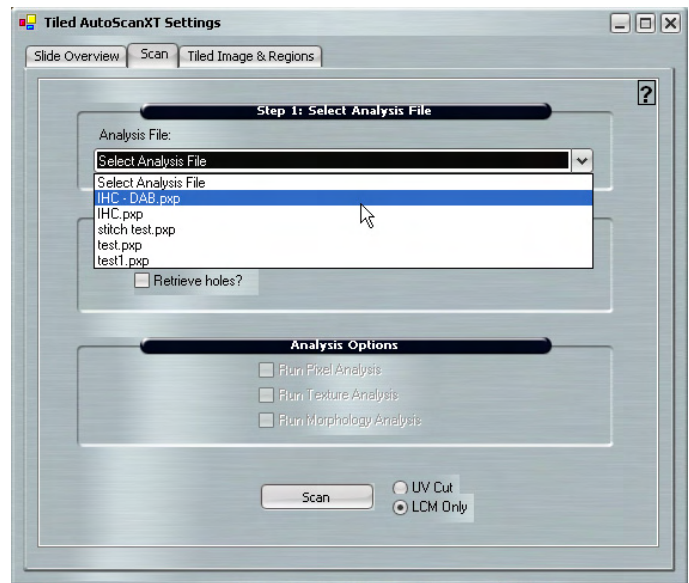 Tiled AutoScanXT Settings
Slide Overview Scan Tiled Image & Regions
?
Step 1: Select Analysis File
Analysis File:
Select Analysis File
Select Analysis File
IHC - DAB.pxp
IHC.pxp
stitch test.pxp
test.pxp
test1.pxp
Retrieve holes?
Analysis Options
Run Pixel Analysis
Run Texture Analysis
Run Morphology Analysis
Scan
UV Cut
LCM Only